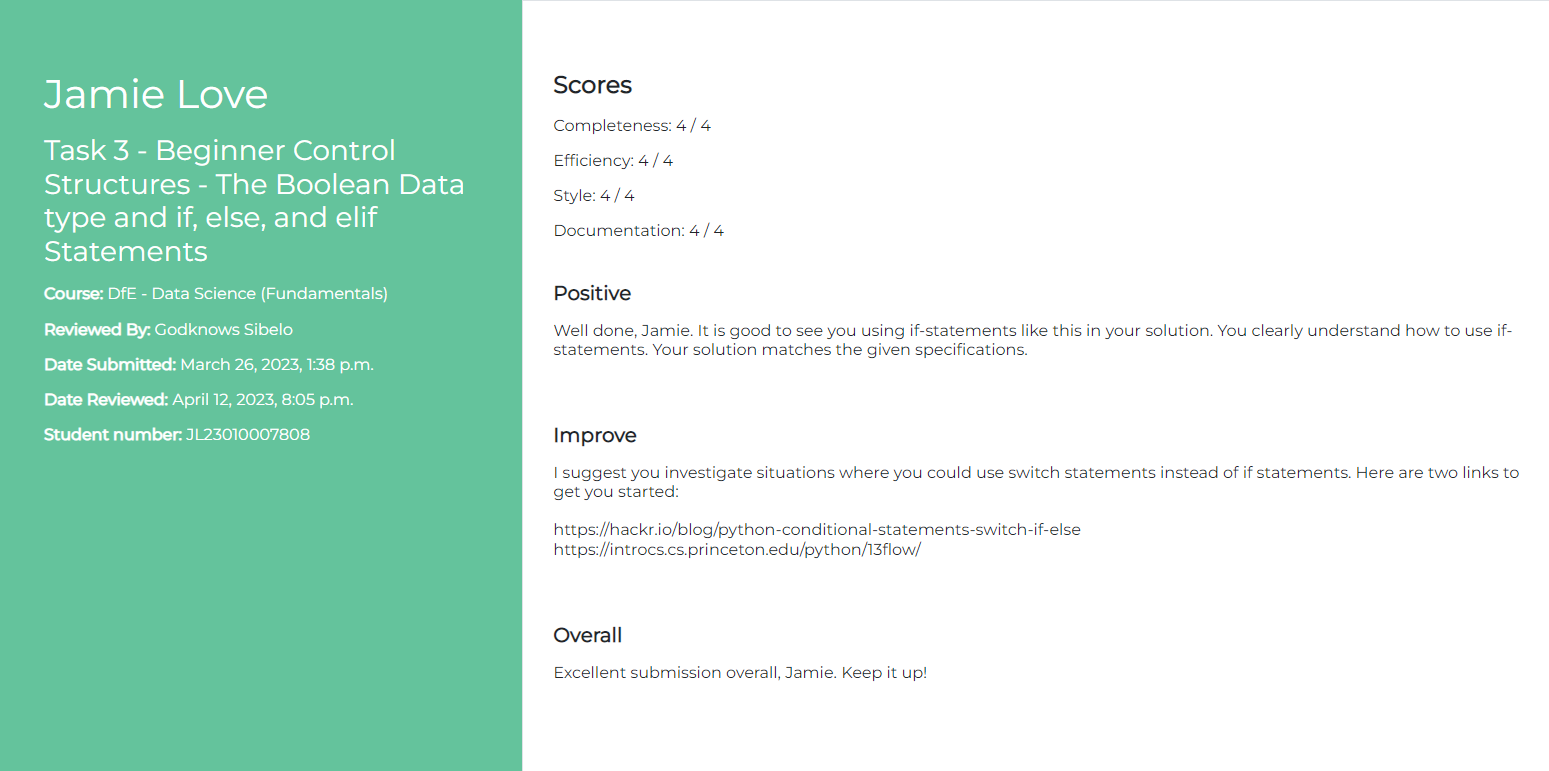 Jamie Love
Task 3 - Beginner Control
Structures - The Boolean Data
type and if, else, and elif
Statements
Course: DfE - Data Science (Fundamentals)
Reviewed By: Godknows Sibelo
Date Submitted: March 26, 2023, 1:38 p.m.
Date Reviewed: April 12, 2023, 8:05 p.m.
Student number: JL23010007808
Scores
Completeness: 4 / 4
Efficiency: 4 / 4
Style: 4 / 4
Documentation: 4 / 4
Positive
Well done, Jamie. It is good to see you using if-statements like this in your solution. You clearly understand how to use if-
statements. Your solution matches the given specifications.
Improve
I suggest you investigate situations where you could use switch statements instead of if statements. Here are two links to
get you started:
https://hackr.io/blog/python-conditional-statements-switch-if-else
https://introcs.cs.princeton.edu/python/13flow/
Overall
Excellent submission overall, Jamie. Keep it up!